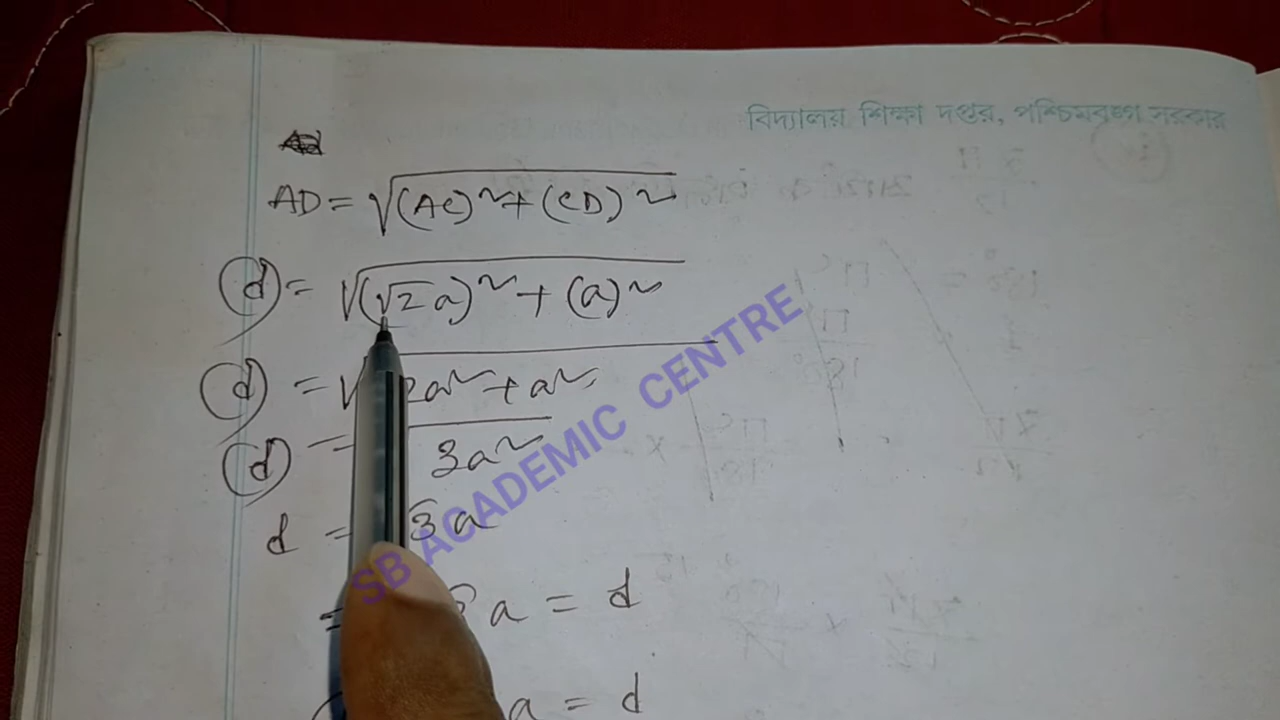 বিদ্যালয় শিক্ষা দপ্তর, পশ্চিমবঙ্গ সরকার
AD = √(AC)² + (CD)²
d = √(√2a)² + (a)²
d = √2a² + a²
d = 3a²
d = 3a
= a = d
a = d
SB ACADEMIC CENTRE